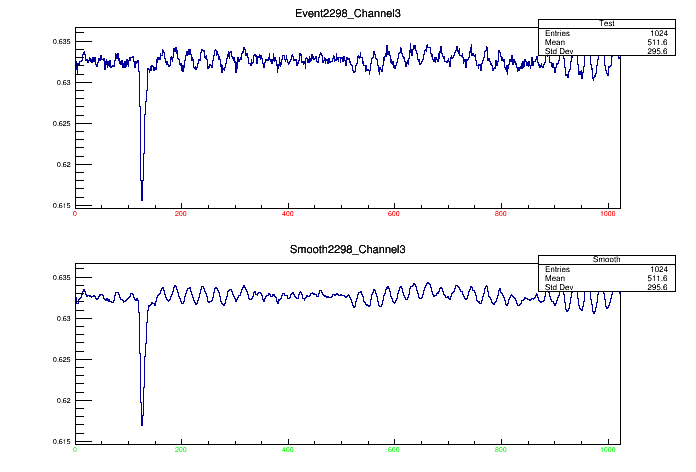 Event2298_Channel3
Test
Entries 1024
Mean 511.6
Std Dev 295.6
0.635
0.63
0.625
0.62
0.615
0 200 400 600 800 1000
Smooth2298_Channel3
Smooth
Entries 1024
Mean 511.6
Std Dev 295.6
0.635
0.63
0.625
0.62
0.615
0 200 400 600 800 1000